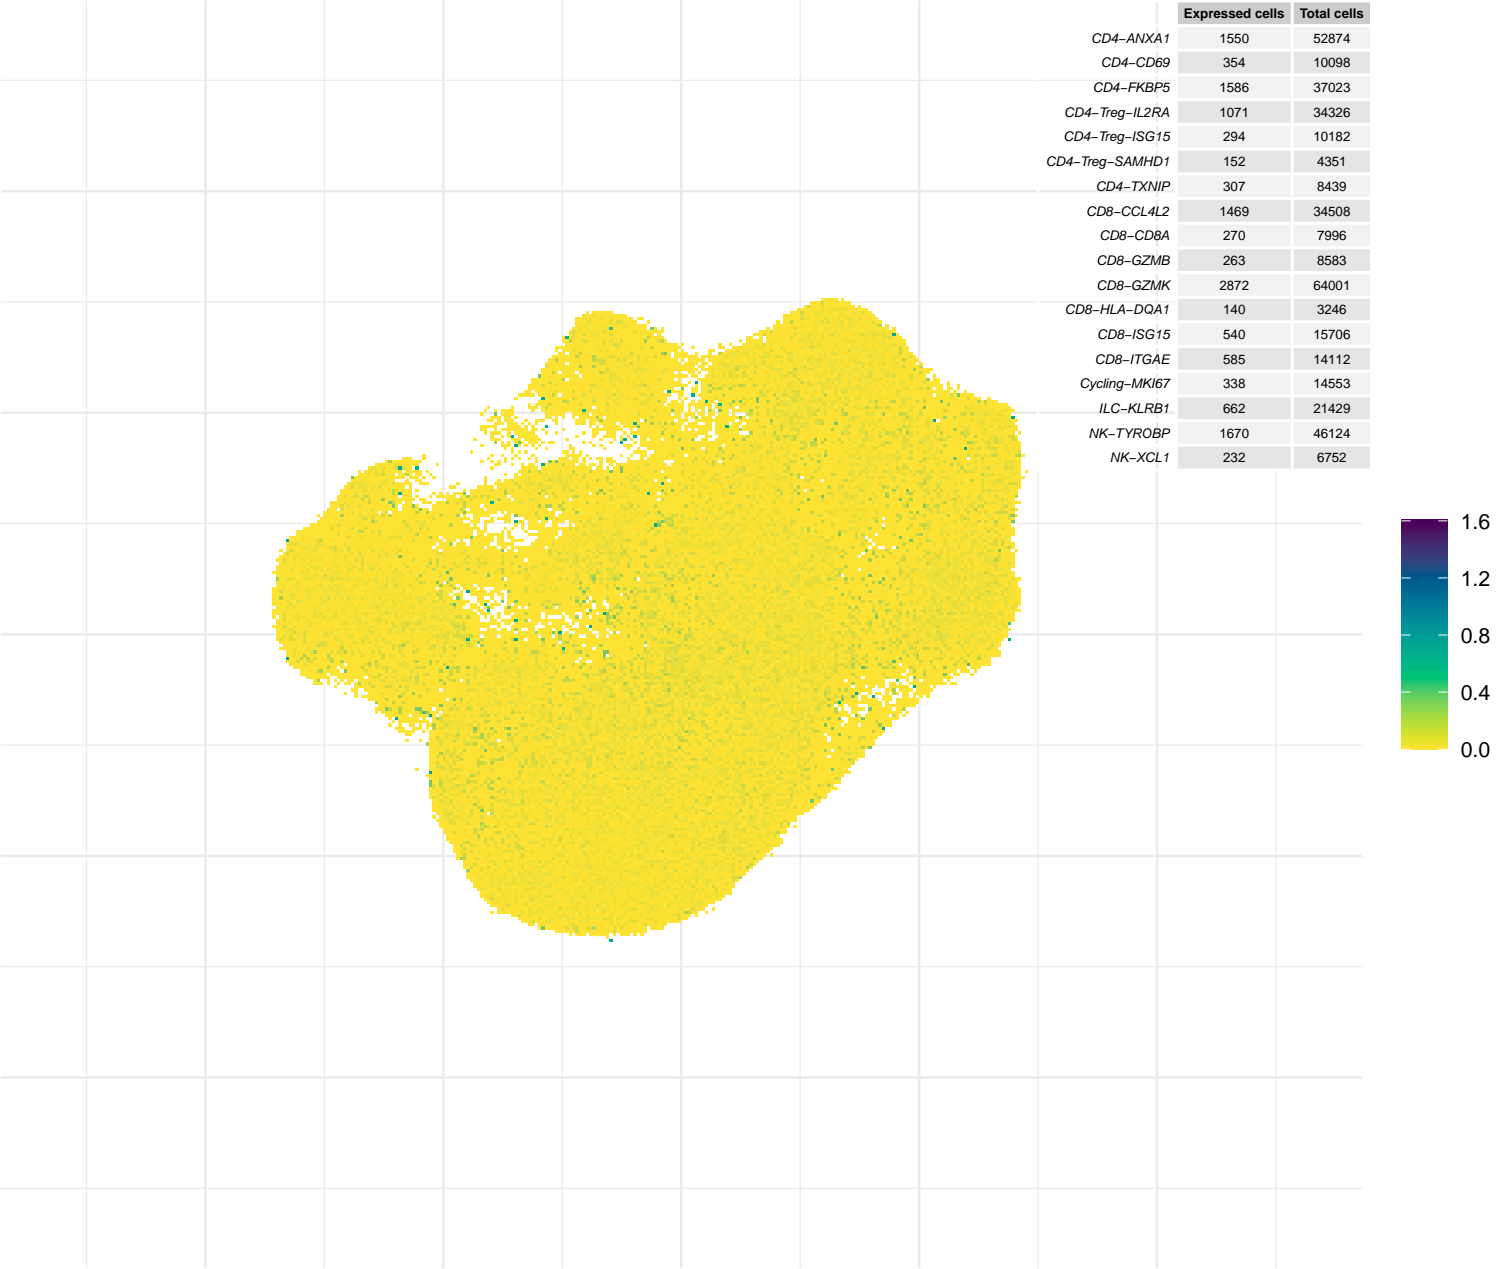 Expressed cells Total cells
CD4−ANXA1 1550 52874
CD4−CD69 354 10098
CD4−FKBP5 1586 37023
CD4−Treg−IL2RA 1071 34326
CD4−Treg−ISG15 294 10182
CD4−Treg−SAMHD1 152 4351
CD4−TXNIP 307 8439
CD8−CCL4L2 1469 34508
CD8−CD8A 270 7996
CD8−GZMB 263 8583
CD8−GZMK 2872 64001
CD8−HLA−DQA1 140 3246
CD8−ISG15 540 15706
CD8−ITGAE 585 14112
Cycling−MKI67 338 14553
ILC−KLRB1 662 21429
NK−TYROBP 1670 46124
NK−XCL1 232 6752
1.6
1.2
0.8
0.4
0.0